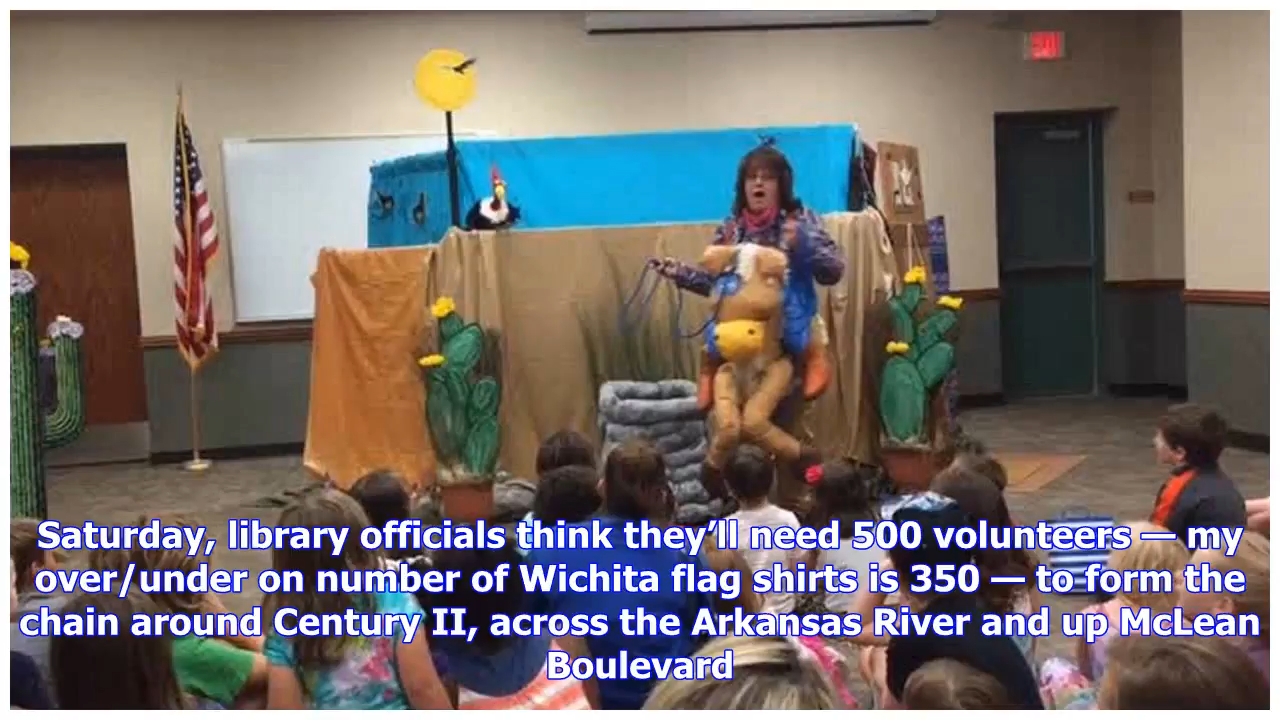 Saturday, library officials think they’ll need 500 volunteers — my
over/under on number of Wichita flag shirts is 350 — to form the
chain around Century II, across the Arkansas River and up McLean
Boulevard